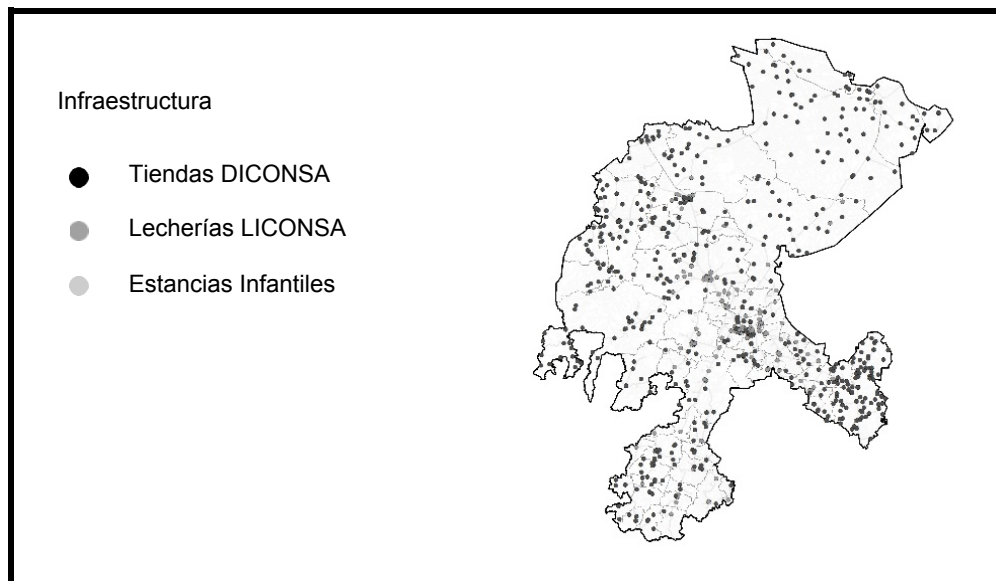 Infraestructura
Tiendas DICONSA
Lecherías LICONSA
Estancias Infantiles